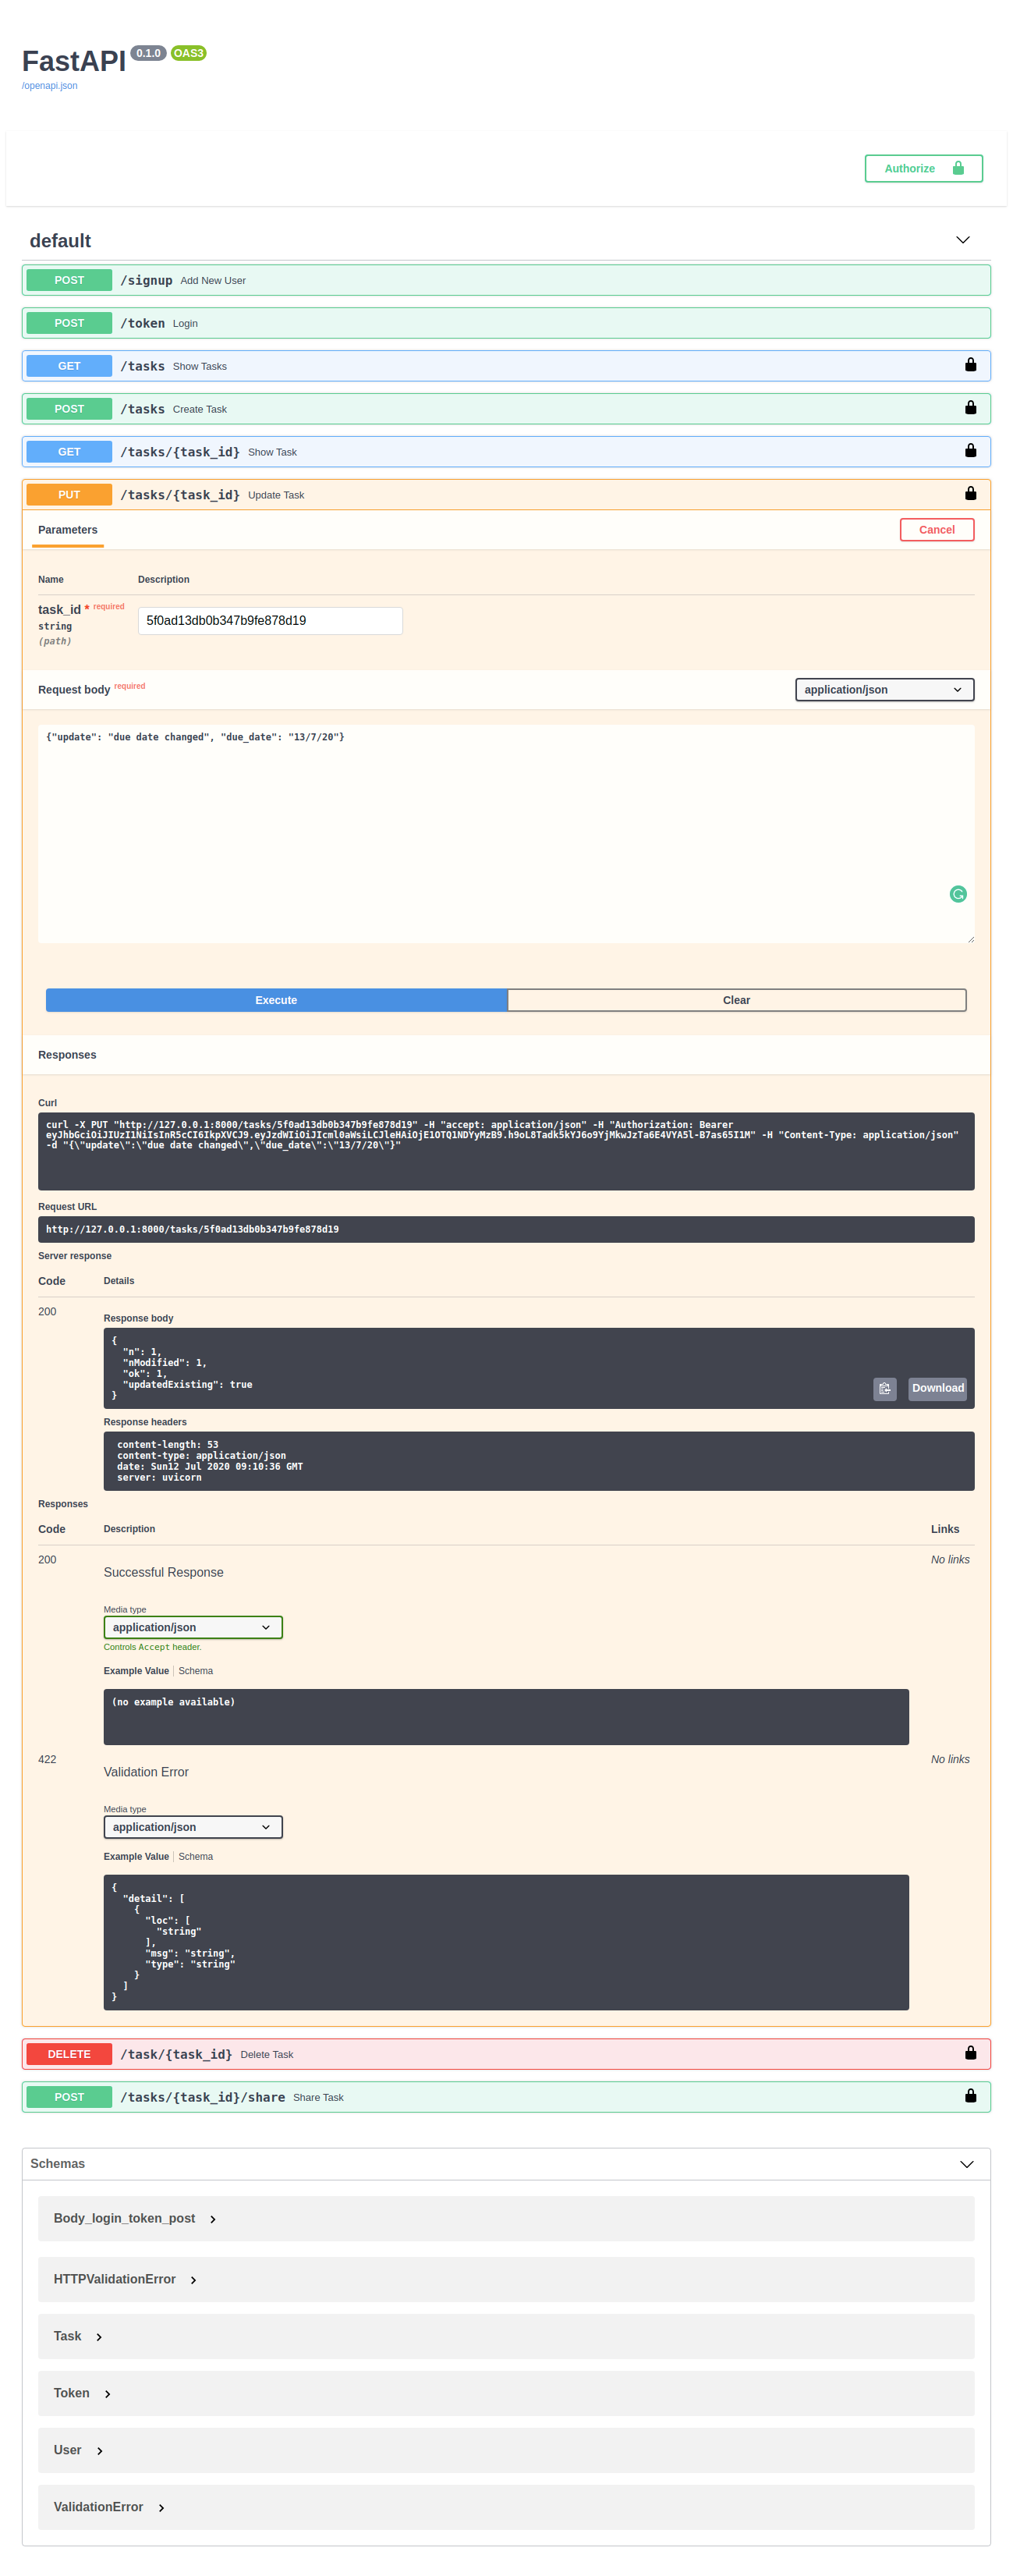 FastAPI 0.1.0 OAS3
/openapi.json
Authorize
default
POST /signup Add New User
POST /token Login
GET /tasks Show Tasks
POST /tasks Create Task
GET /tasks/{task_id} Show Task
PUT /tasks/{task_id} Update Task
Parameters
Cancel
Name Description
task_id * required
string
(path)
5f0ad13db0b347b9fe878d19
Request body required
application/json
{"update": "due date changed", "due_date": "13/7/20"}
Execute Clear
Responses
Curl
curl -X PUT "http://127.0.0.1:8000/tasks/5f0ad13db0b347b9fe878d19" -H "accept: application/json" -H "Authorization: Bearer
eyJhbGciOiJIUzI1NiIsInR5cCI6IkpXVCJ9.eyJzdWIiOiJIcml0aWsiLCJleHAiOjE1OTQ1NDYyMzB9.h9oL8Tadk5kYJ6o9YjMkwJzTa6E4VYA5l-B7as65I1M" -H "Content-Type: application/json"
-d "{\"update\":\"due date changed\",\"due_date\":\"13/7/20\"}"
Request URL
http://127.0.0.1:8000/tasks/5f0ad13db0b347b9fe878d19
Server response
Code Details
200
Response body
{
"n": 1,
"nModified": 1,
"ok": 1,
"updatedExisting": true
}
Download
Response headers
content-length: 53
content-type: application/json
date: Sun12 Jul 2020 09:10:36 GMT
server: uvicorn
Responses
Code Description Links
200 No links
Successful Response
Media type
application/json
Controls Accept header.
Example Value Schema
(no example available)
422 No links
Validation Error
Media type
application/json
Example Value Schema
{
"detail": [
{
"loc": [
"string"
],
"msg": "string",
"type": "string"
}
]
}
DELETE /task/{task_id} Delete Task
POST /tasks/{task_id}/share Share Task
Schemas
Body_login_token_post
HTTPValidationError
Task
Token
User
ValidationError